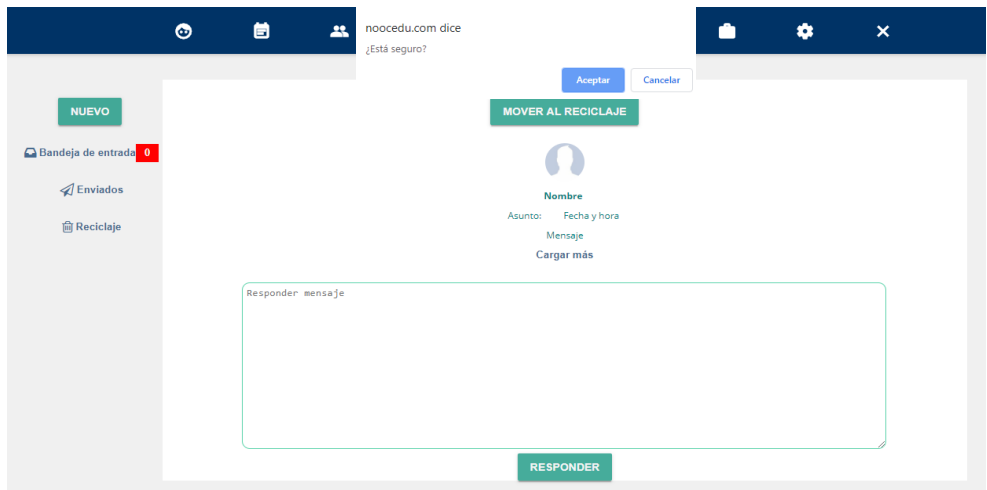 noocedu.com dice
¿Está seguro?
Aceptar Cancelar
NUEVO
MOVER AL RECICLAJE
Bandeja de entrada 0
Enviados
Reciclaje
Nombre
Asunto: Fecha y hora
Mensaje
Cargar más
Responder mensaje
RESPONDER